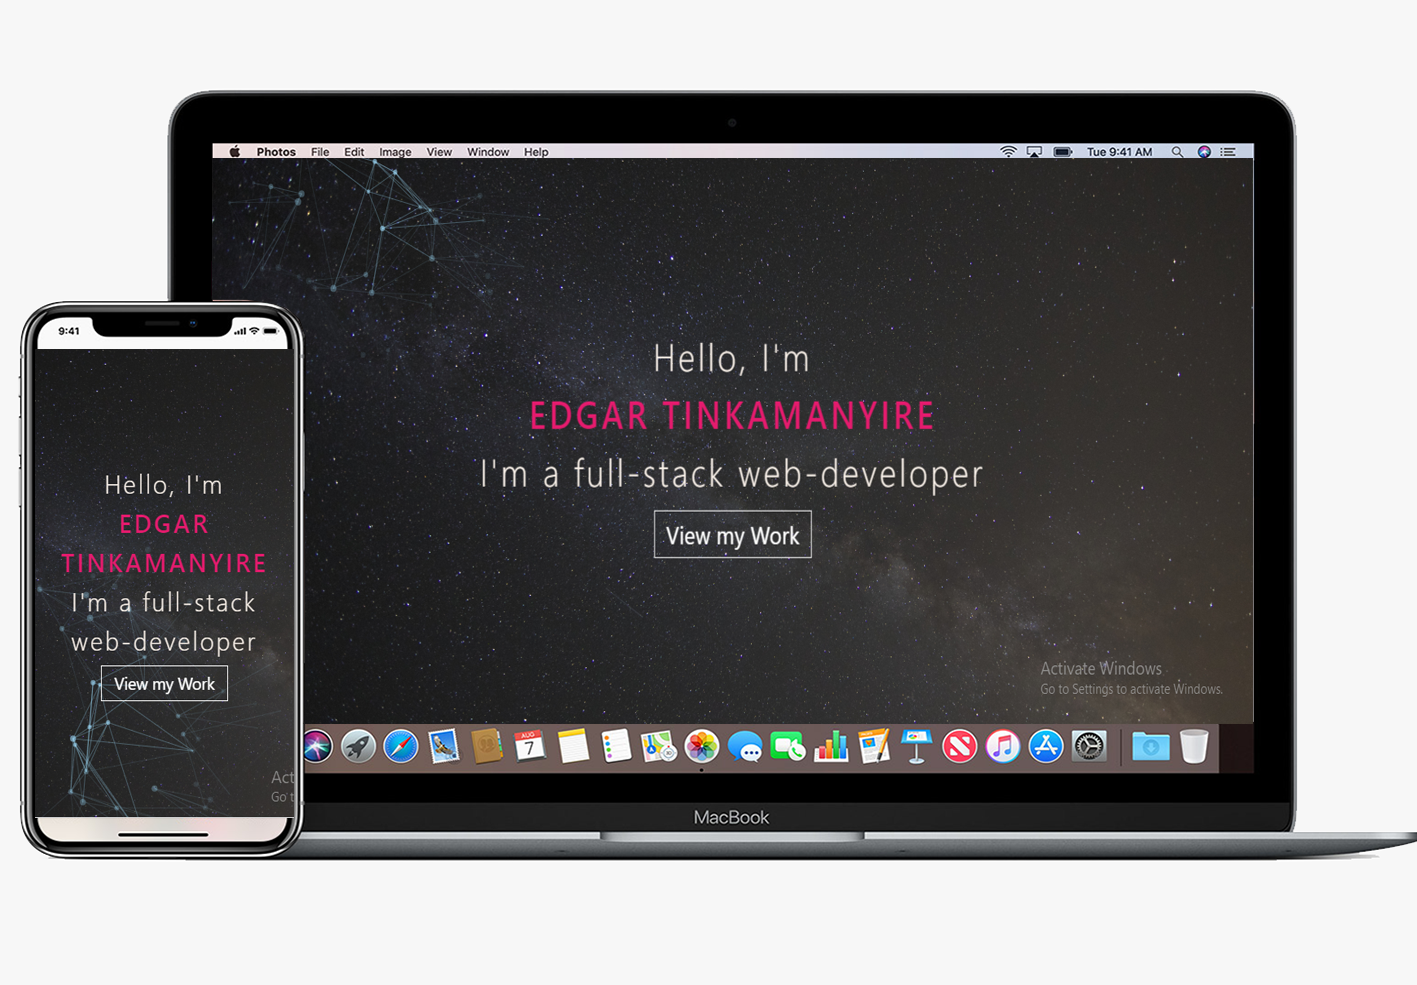 Photos File Edit Image View Window Help Tue 9:41 AM
Hello, I'm
EDGAR TINKAMANYIRE
I'm a full-stack web-developer
View my Work
Activate Windows
Go to Settings to activate Windows.
AUG
7
MacBook
9:41
Hello, I'm
EDGAR
TINKAMANYIRE
I'm a full-stack
web-developer
View my Work
Act
Go t